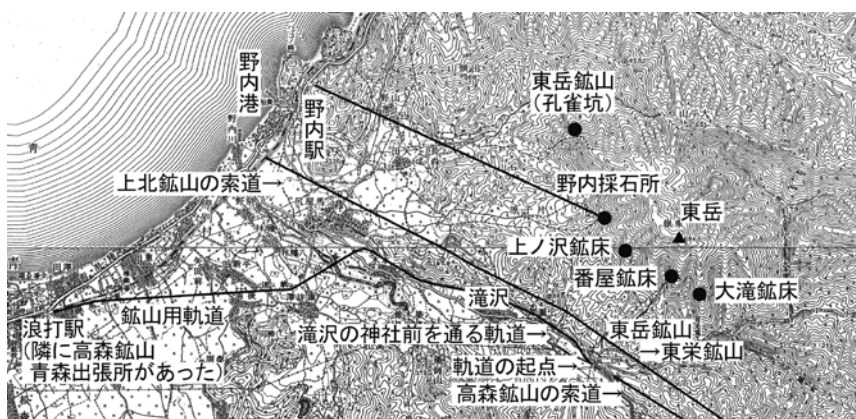 野内港
野内駅
東岳鉱山
(孔雀坑)
上北鉱山の索道→
野内採石所
東岳
上ノ沢鉱床
番屋鉱床
大滝鉱床
鉱山用軌道
滝沢
浪打駅
(隣に高森鉱山
青森出張所があった)
滝沢の神社前を通る軌道→
東岳鉱山
→東栄鉱山
軌道の起点→
高森鉱山の索道→